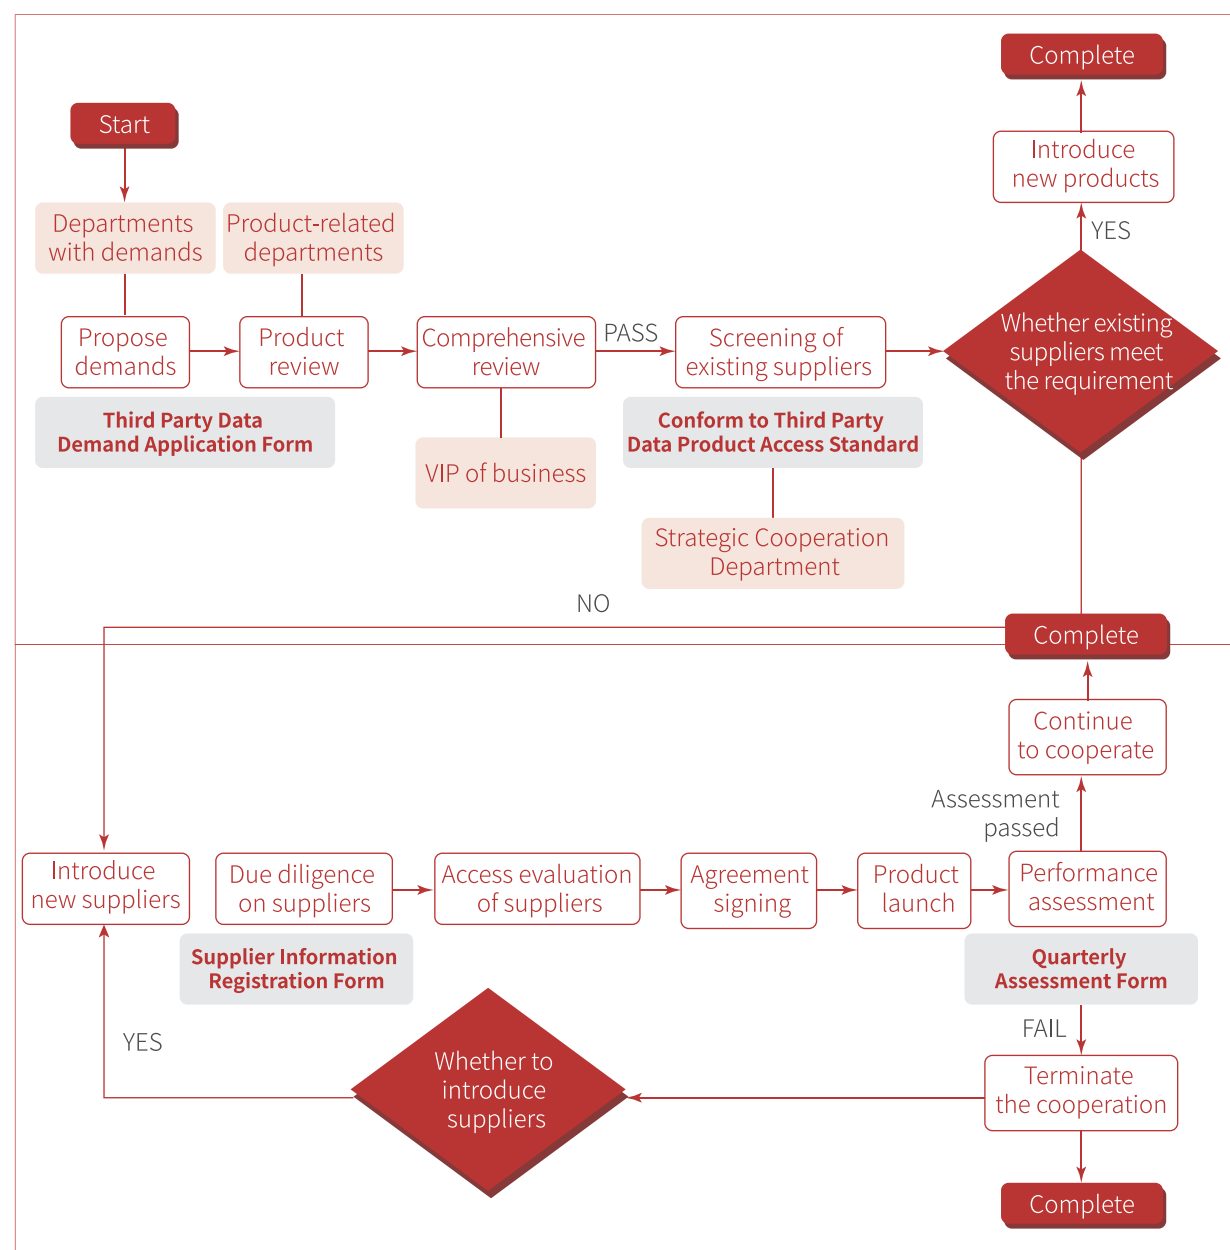 Complete
Start
Introduce
new products
YES
Departments
with demands
Product-related
departments
Propose
demands
Product
review
Comprehensive
review
PASS
Screening of
existing suppliers
Whether existing
suppliers meet
the requirement
Third Party Data
Demand Application Form
VIP of business
Conform to Third Party
Data Product Access Standard
Strategic Cooperation
Department
NO
Complete
Continue
to cooperate
Assessment
passed
Introduce
new suppliers
Due diligence
on suppliers
Access evaluation
of suppliers
Agreement
signing
Product
launch
Performance
assessment
Supplier Information
Registration Form
Quarterly
Assessment Form
FAIL
YES
Whether to
introduce
suppliers
Terminate
the cooperation
Complete